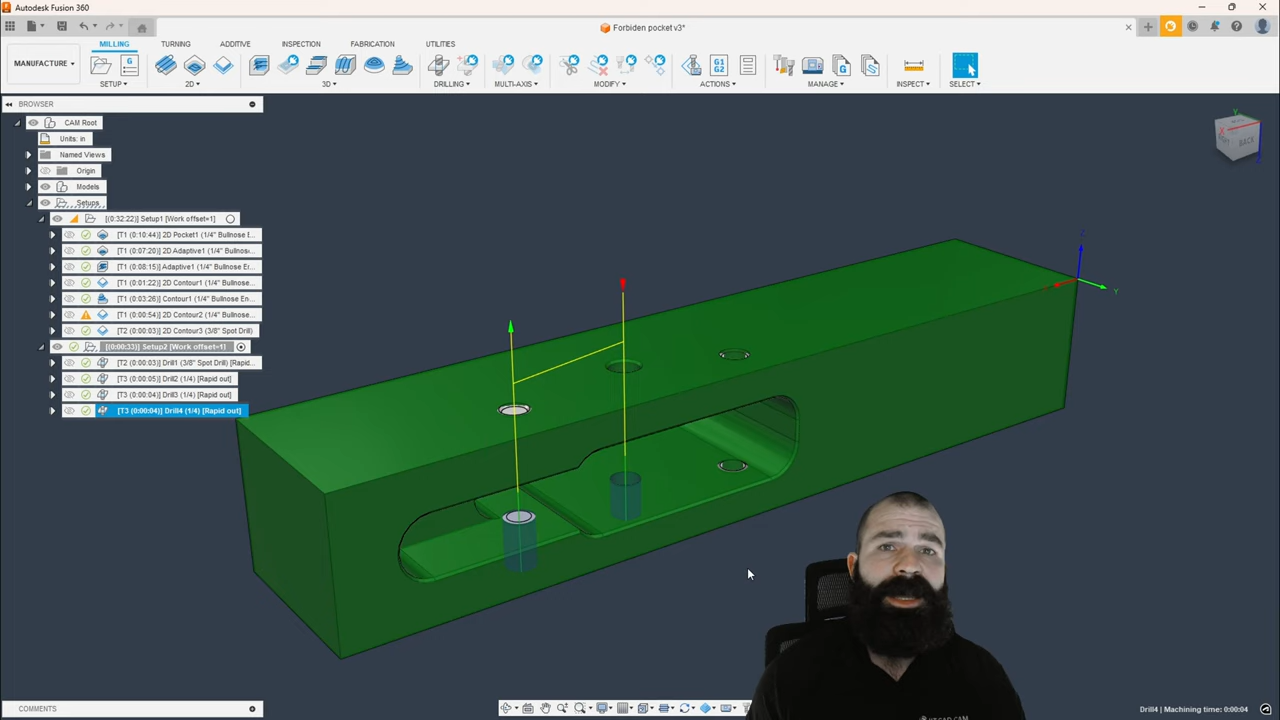 Autodesk Fusion 360
Forbiden pocket v3*
MANUFACTURE
MILLING TURNING ADDITIVE INSPECTION FABRICATION UTILITIES
SETUP 2D 3D DRILLING MULTI-AXIS MODIFY ACTIONS MANAGE INSPECT SELECT
G1
G2
G
BROWSER
CAM Root
Units: in
Named Views
Origin
Models
Setups
[(0:32:22)] Setup1 [Work offset=1]
[T1 (0:10:44)] 2D Pocket1 (1/4" Bullnose E...
[T1 (0:07:20)] 2D Adaptive1 (1/4" Bullnose...
[T1 (0:08:15)] Adaptive1 (1/4" Bullnose En...
[T1 (0:01:22)] 2D Contour1 (1/4" Bullnose...
[T1 (0:03:26)] Contour1 (1/4" Bullnose En...
[T1 (0:00:54)] 2D Contour2 (1/4" Bullnose...
[T2 (0:00:03)] 2D Contour3 (3/8" Spot Drill)
[(0:00:33)] Setup2 [Work offset=1]
[T2 (0:00:03)] Drill1 (3/8" Spot Drill) [Rapid...
[T3 (0:00:05)] Drill2 (1/4) [Rapid out]
[T3 (0:00:04)] Drill3 (1/4) [Rapid out]
[T3 (0:00:04)] Drill4 (1/4) [Rapid out]
BACK
X
Y
Z
Y
COMMENTS
Drill4 | Machining time: 0:00:04